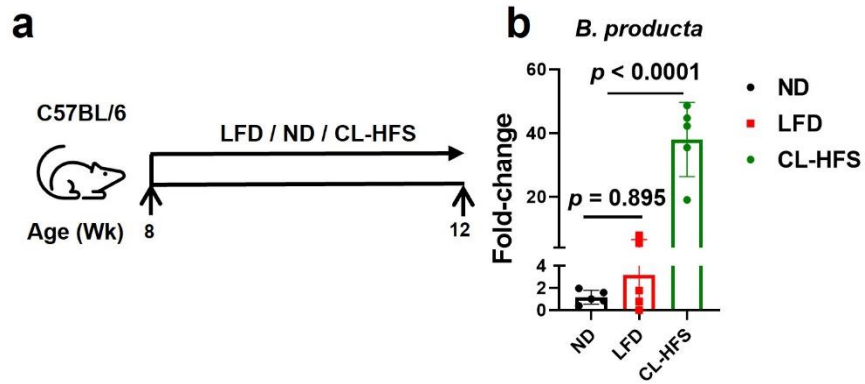 a
C57BL/6
LFD / ND / CL-HFS
Age (Wk)
8
12
b
B. producta
Fold-change
60
40
20
4
2
0
p < 0.0001
p = 0.895
ND
LFD
CL-HFS
ND
LFD
CL-HFS